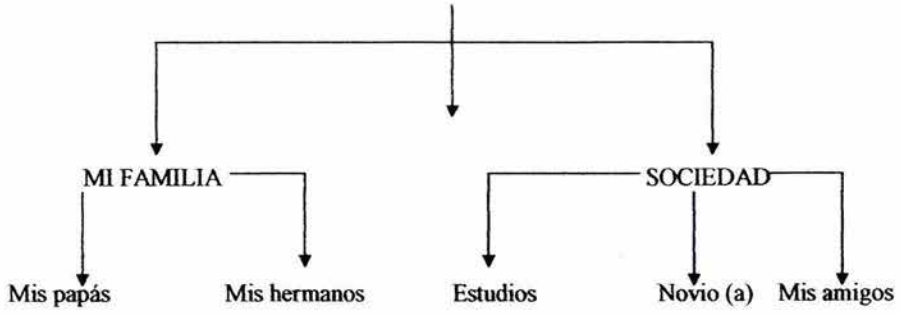 MI FAMILIA SOCIEDAD
Mis papás Mis hermanos Estudios Novio (a) Mis amigos